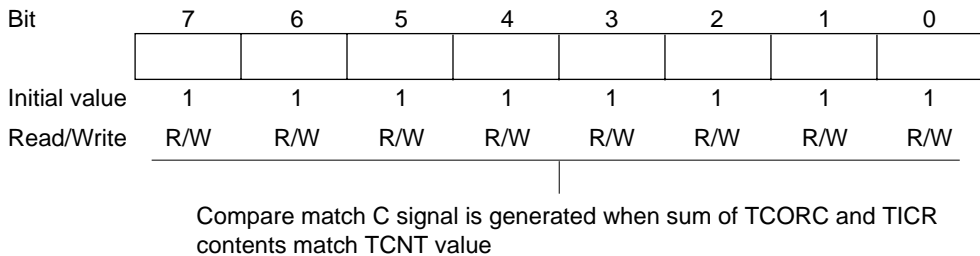 Bit 7 6 5 4 3 2 1 0
Initial value 1 1 1 1 1 1 1 1
Read/Write R/W R/W R/W R/W R/W R/W R/W R/W
Compare match C signal is generated when sum of TCORC and TICR
contents match TCNT value